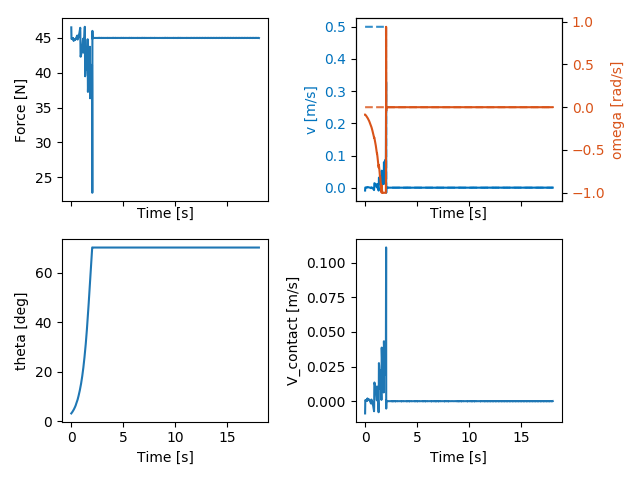 45
40
35
30
25
Force [N]
Time [s]
0.5
0.4
0.3
0.2
0.1
0.0
v [m/s]
1.0
0.5
0.0
−0.5
−1.0
omega [rad/s]
Time [s]
60
40
20
0
theta [deg]
0 5 10 15
Time [s]
0.100
0.075
0.050
0.025
0.000
V_contact [m/s]
0 5 10 15
Time [s]